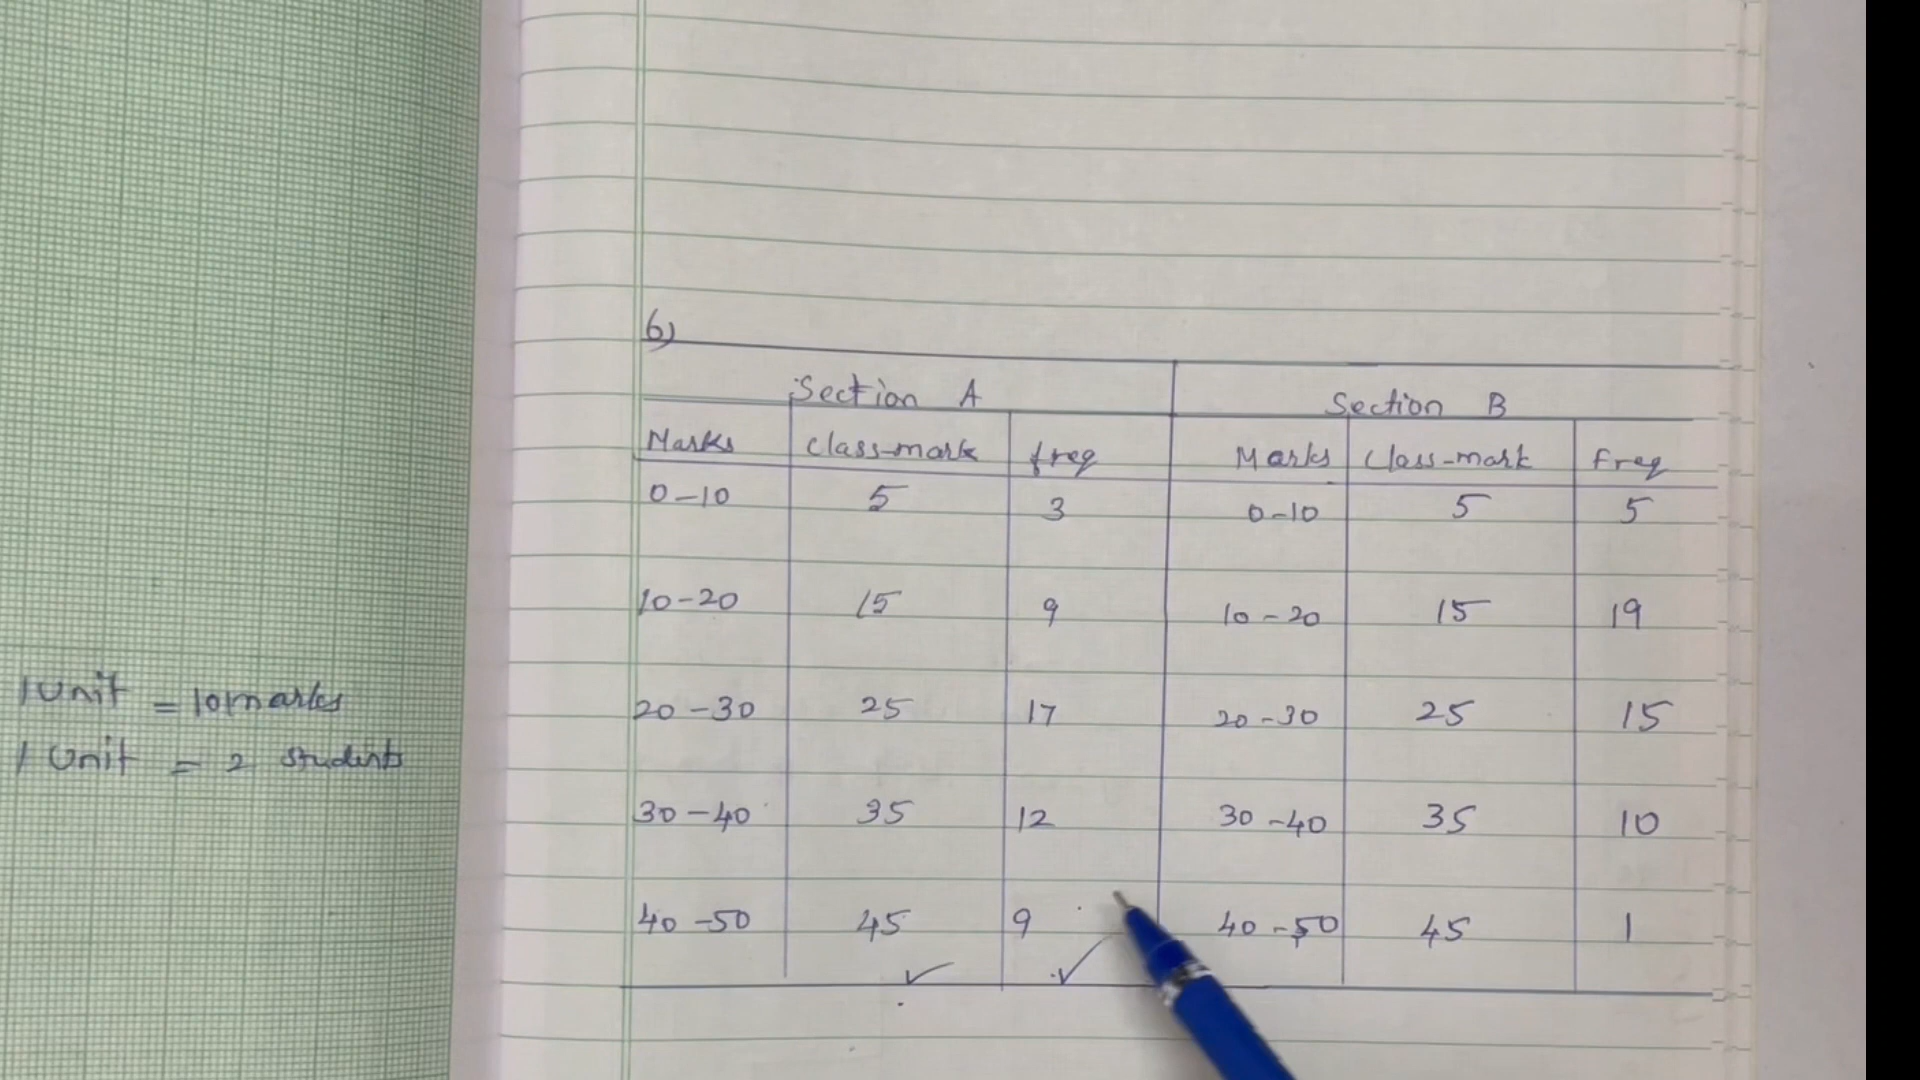 6)
Section A Section B
Marks class-mark freq Marks class-mark freq
0-10 5 3 0-10 5 5
10-20 15 9 10-20 15 19
20-30 25 17 20-30 25 15
30-40 35 12 30-40 35 10
40-50 45 9 40-50 45 1
1 Unit = 10 marks
1 Unit = 2 students